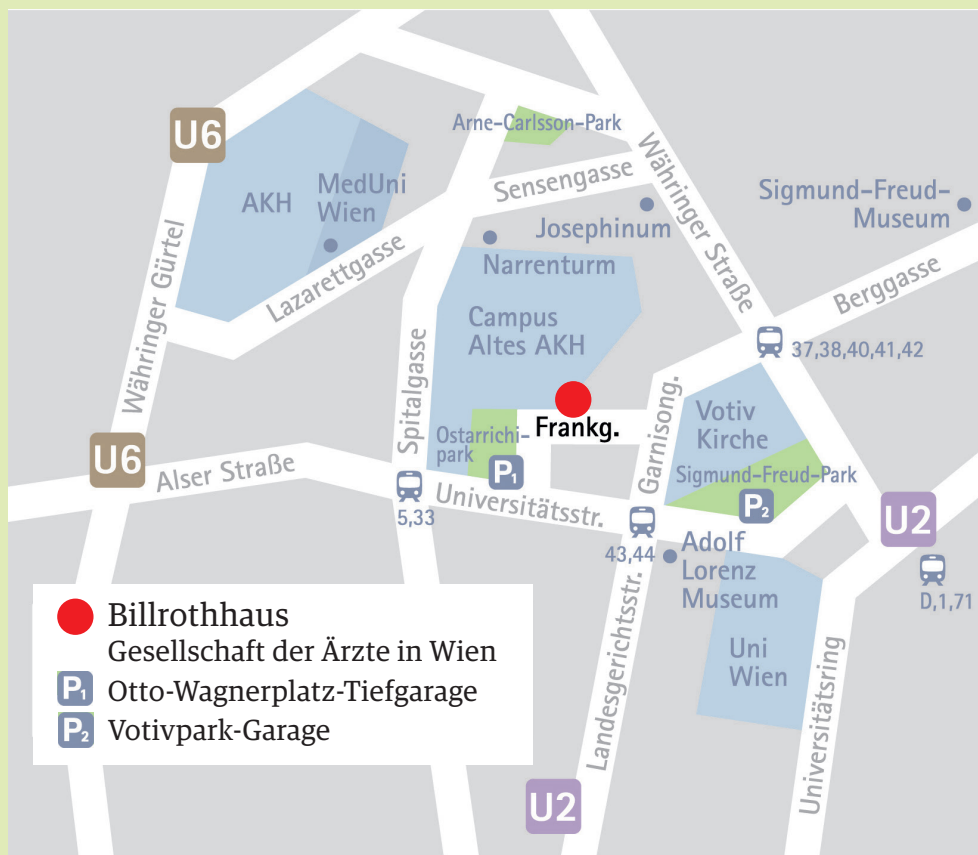 Arne-Carlsson-Park
U6
AKH
MedUni
Wien
Sensengasse
Währinger Straße
Sigmund-Freud-
Museum
Josephinum
Narrenturm
Lazarettgasse
Währinger Gürtel
Berggasse
Campus
Altes AKH
37,38,40,41,42
Spitalgasse
Garnisong.
Votiv
Kirche
Ostarrichi-
park
Frankg.
U6
Alser Straße
P1
Sigmund-Freud-Park
P2
U2
5,33
Universitätsstr.
43,44
Adolf
Lorenz
Museum
D,1,71
Uni
Wien
Landesgerichtsstr.
Universitätsring
U2
Billrothhaus
Gesellschaft der Ärzte in Wien
P1 Otto-Wagnerplatz-Tiefgarage
P2 Votivpark-Garage